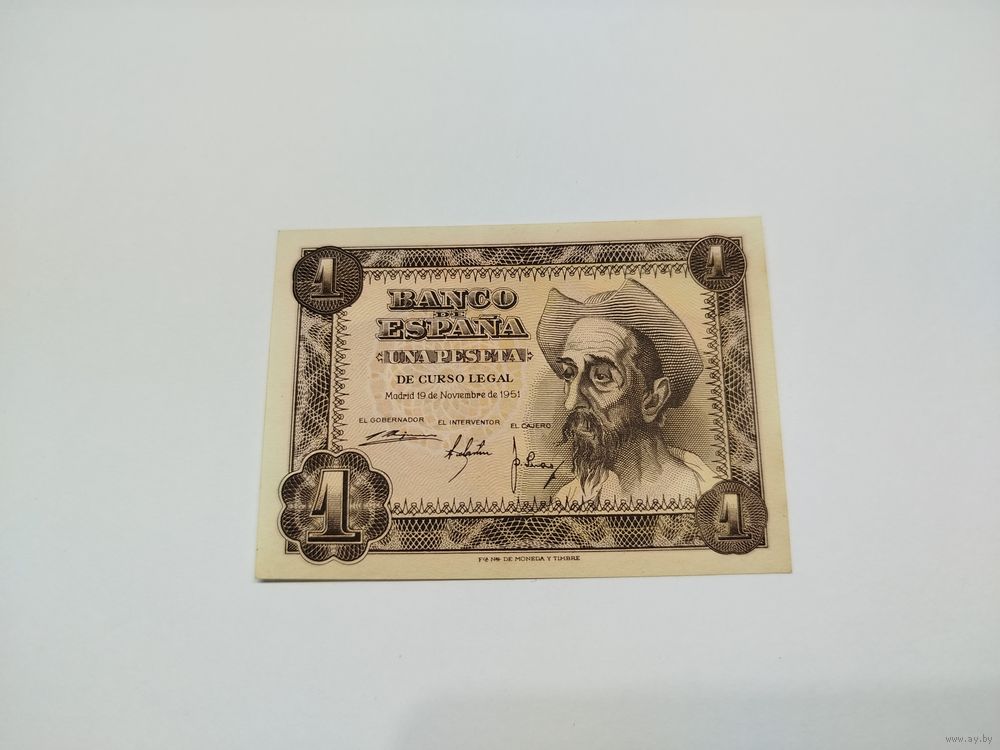 1 1
BANCO
DE
ESPAÑA
UNA PESETA
DE CURSO LEGAL
Madrid 19 de Noviembre de 1951
EL GOBERNADOR EL INTERVENTOR EL CAJERO
1 1
DE MONEDA Y TIMBRE
www.ay.by